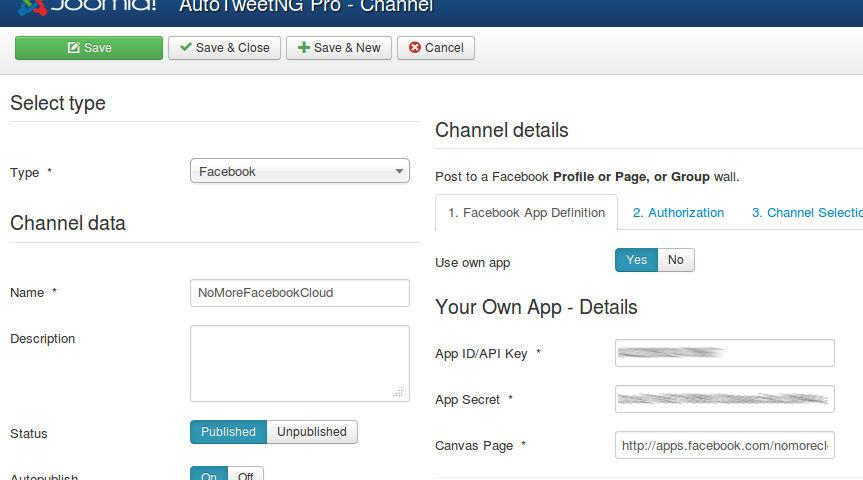 Joomla! AutoTweetNG Pro - Channel
Save Save & Close Save & New Cancel
Select type
Type * Facebook
Channel data
Name * NoMoreFacebookCloud
Description
Status Published Unpublished
Autopublish On Off
Channel details
Post to a Facebook Profile or Page, or Group wall.
1. Facebook App Definition 2. Authorization 3. Channel Selectio
Use own app Yes No
Your Own App - Details
App ID/API Key *
App Secret *
Canvas Page * http://apps.facebook.com/nomorecl